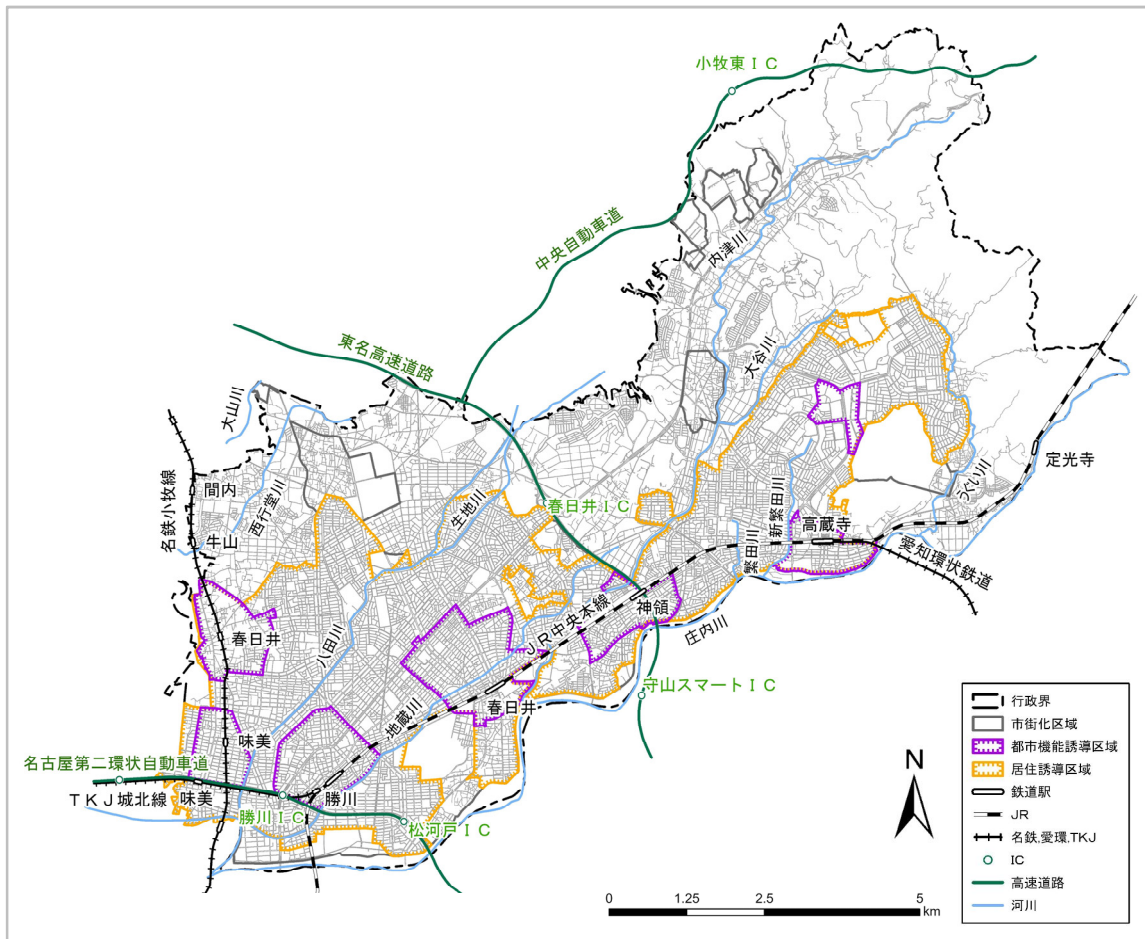 小牧東ＩＣ
中央自動車道
内津川
東名高速道路
大谷川
大山川
名鉄小牧線
間内
西行堂川
牛山
生地川
春日井ＩＣ
新繁田川
高蔵寺
うぐい川
定光寺
繁田川
愛知環状鉄道
春日井
八田川
ＪＲ中央本線
神領
庄内川
守山スマートＩＣ
地蔵川
春日井
味美
名古屋第二環状自動車道
ＴＫＪ城北線
味美
勝川
勝川ＩＣ
松河戸ＩＣ
N
0
1.25
2.5
5
km
行政界
市街化区域
都市機能誘導区域
居住誘導区域
鉄道駅
JR
名鉄,愛環,TKJ
IC
高速道路
河川